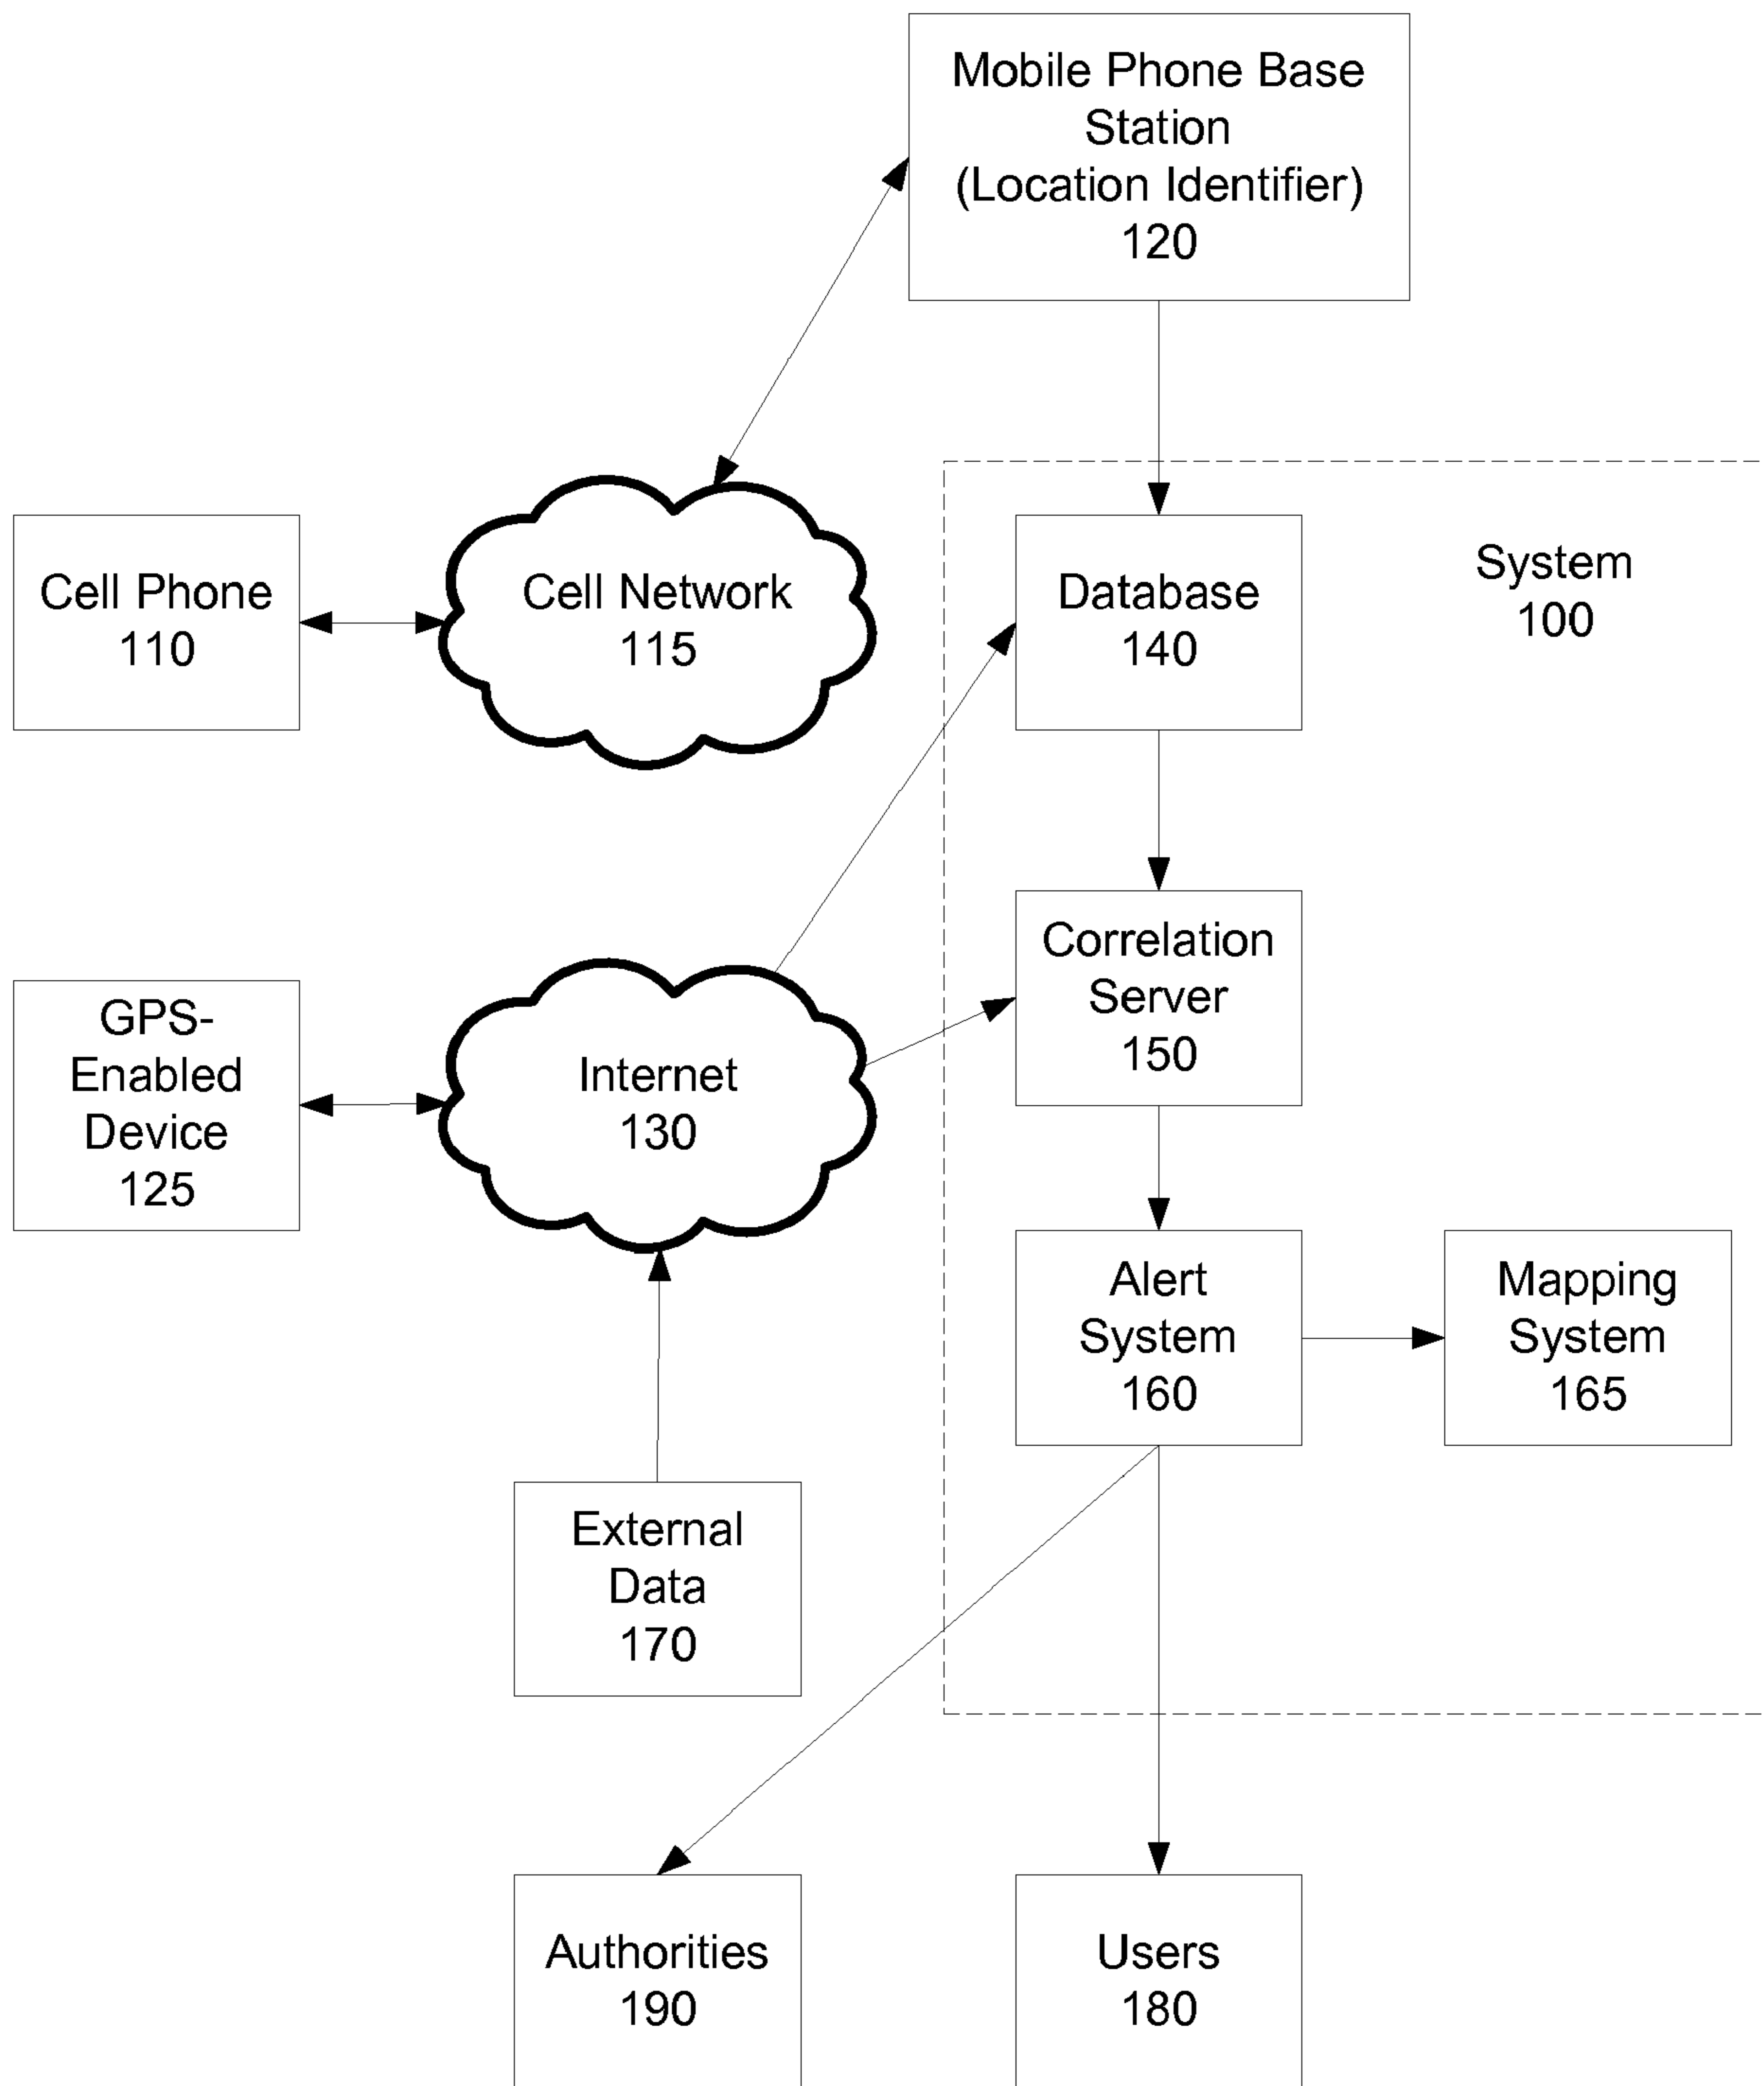 Mobile Phone Base
Station
(Location Identifier)
120
Cell Phone
110
Cell Network
115
Database
140
System
100
GPS-
Enabled
Device
125
Internet
130
Correlation
Server
150
Alert
System
160
Mapping
System
165
External
Data
170
Authorities
190
Users
180